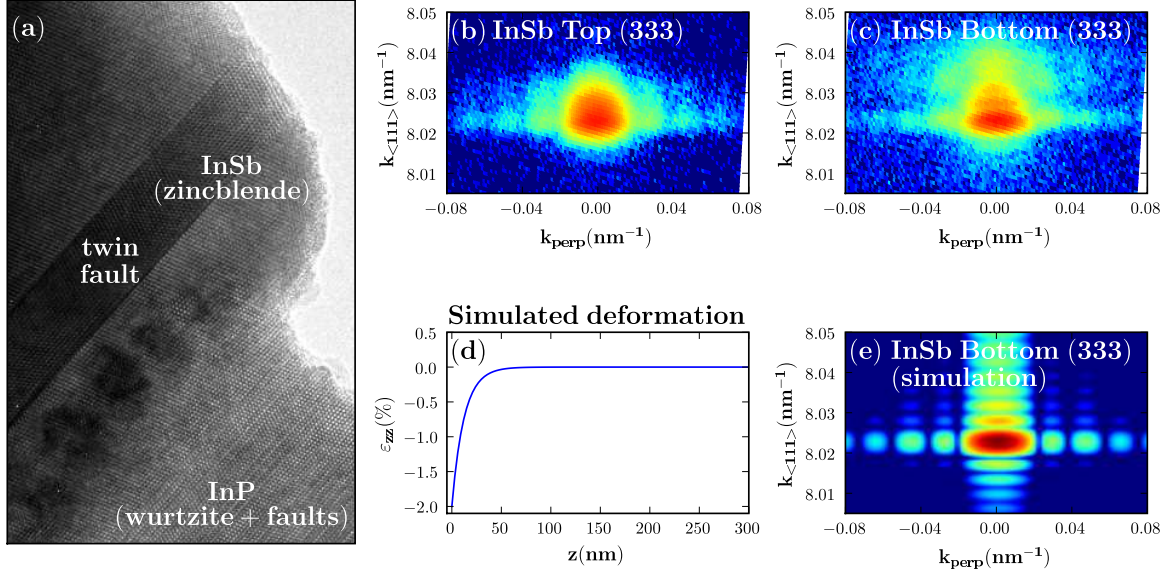 (a)
InSb
(zincblende)
twin
fault
InP
(wurtzite + faults)
(b) InSb Top (333)
k<111>(nm⁻¹)
8.05
8.04
8.03
8.02
8.01
−0.08 −0.04 0.00 0.04 0.08
kperp(nm⁻¹)
(c) InSb Bottom (333)
k<111>(nm⁻¹)
8.05
8.04
8.03
8.02
8.01
−0.08 −0.04 0.00 0.04 0.08
kperp(nm⁻¹)
Simulated deformation
(d)
εzz(%)
0.5
0.0
−0.5
−1.0
−1.5
−2.0
0 50 100 150 200 250 300
z(nm)
(e) InSb Bottom (333)
(simulation)
k<111>(nm⁻¹)
8.05
8.04
8.03
8.02
8.01
−0.08 −0.04 0.00 0.04 0.08
kperp(nm⁻¹)